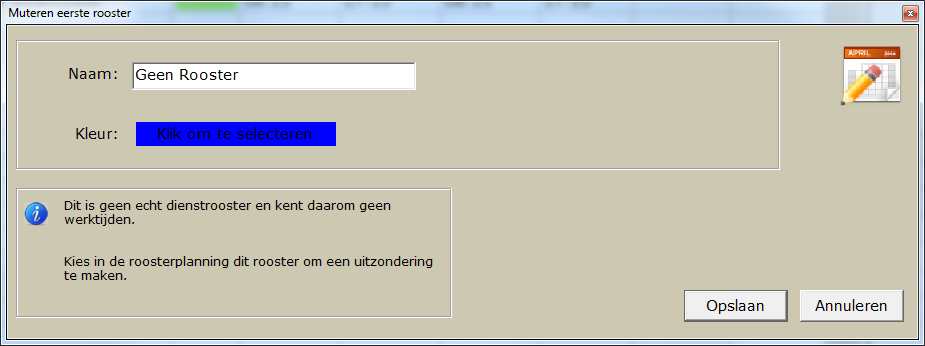 Muteren eerste rooster
Naam: Geen Rooster
APRIL
Kleur: Klik om te selecteren
Dit is geen echt dienstrooster en kent daarom geen
werktijden.
Kies in de roosterplanning dit rooster om een uitzondering
te maken.
Opslaan Annuleren